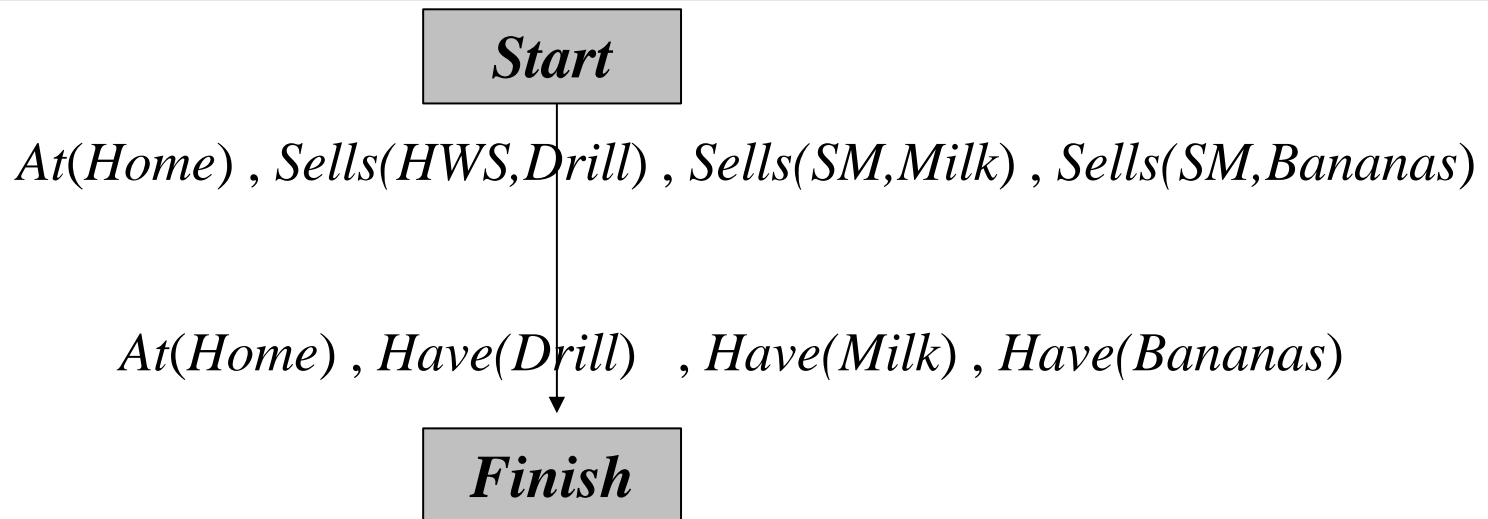 Start
At(Home) , Sells(HWS,Drill) , Sells(SM,Milk) , Sells(SM,Bananas)
At(Home) , Have(Drill) , Have(Milk) , Have(Bananas)
Finish